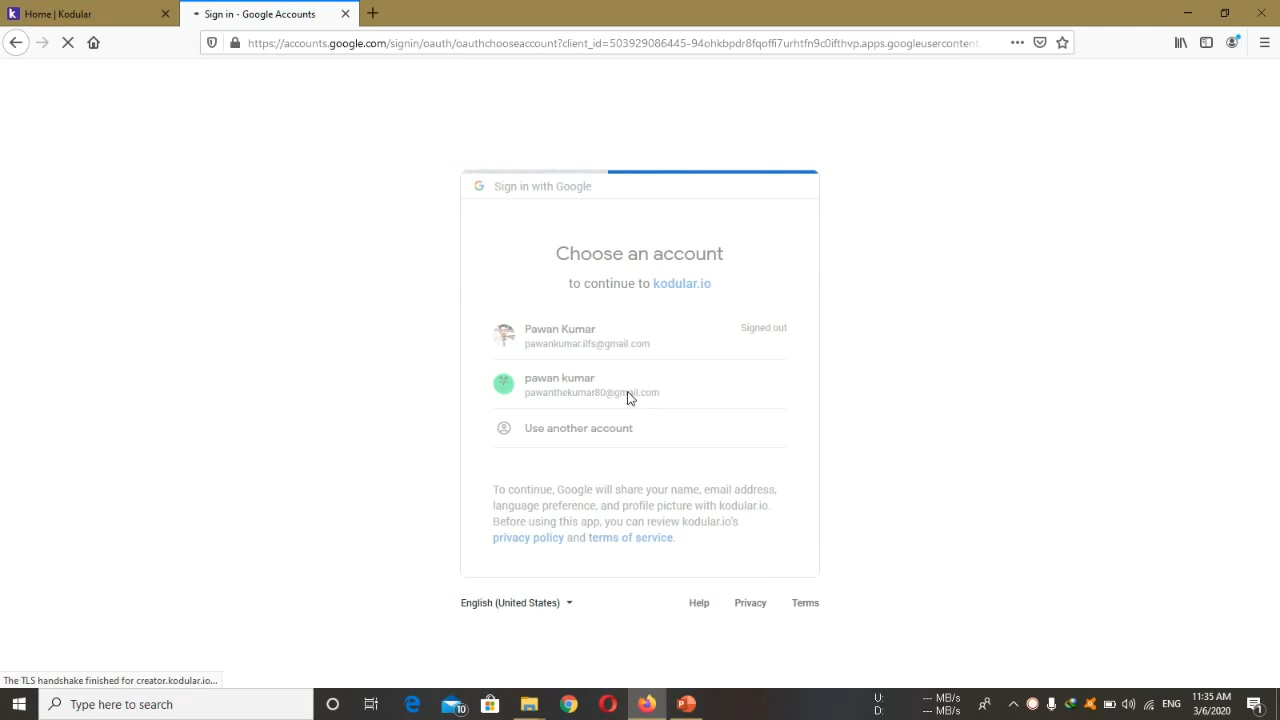 Home | Kodular
Sign in - Google Accounts
https://accounts.google.com/signin/oauth/oauthchooseaccount?client_id=503929086445-94ohkbpdr8fqoffi7urhtfn9c0ifthvp.apps.googleusercontent.
Sign in with Google
Choose an account
to continue to kodular.io
Pawan Kumar
Signed out
pawankumar.ilfs@gmail.com
pawan kumar
pawanthekumar80@gmail.com
Use another account
To continue, Google will share your name, email address,
language preference, and profile picture with kodular.io.
Before using this app, you can review kodular.io's
privacy policy and terms of service.
English (United States)
Help
Privacy
Terms
The TLS handshake finished for creator.kodular.io...
Type here to search
10
U: --- MB/s
D: --- MB/s
ENG
11:35 AM
3/6/2020
1